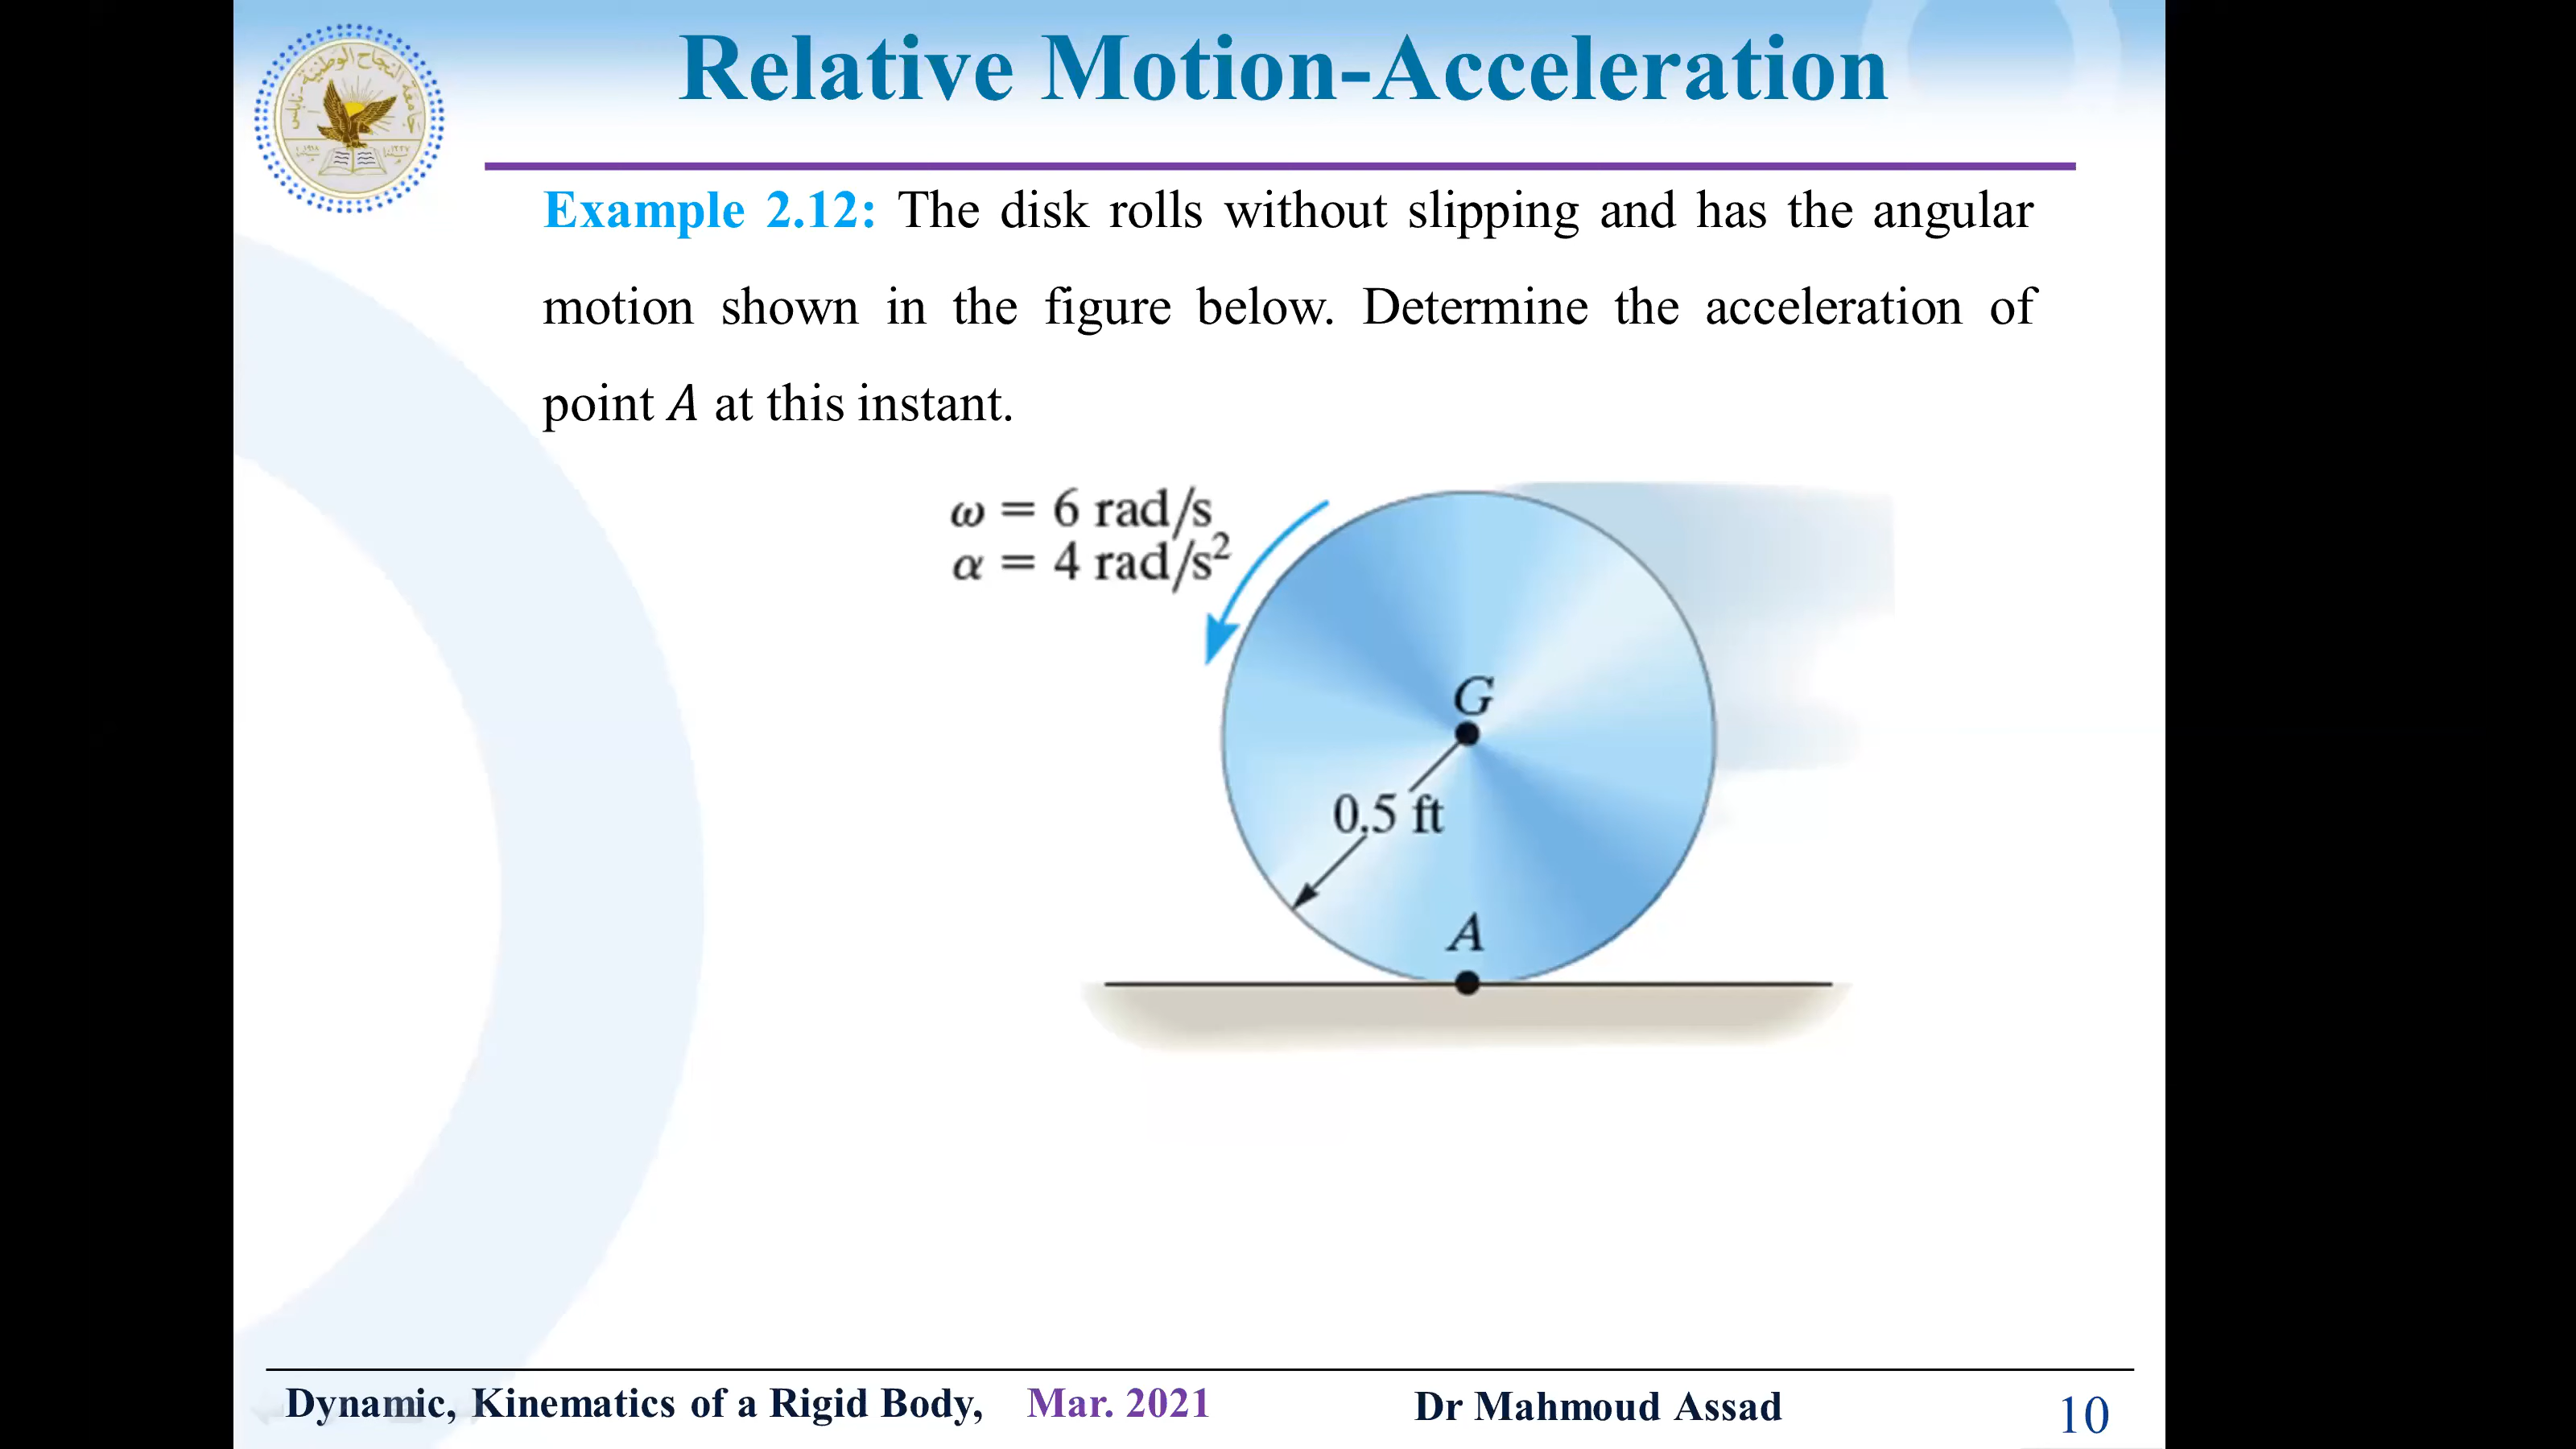 Relative Motion-Acceleration
Example 2.12: The disk rolls without slipping and has the angular
motion shown in the figure below. Determine the acceleration of
point A at this instant.
ω = 6 rad/s
α = 4 rad/s²
G
0.5 ft
A
Dynamic, Kinematics of a Rigid Body, Mar. 2021 Dr Mahmoud Assad 10